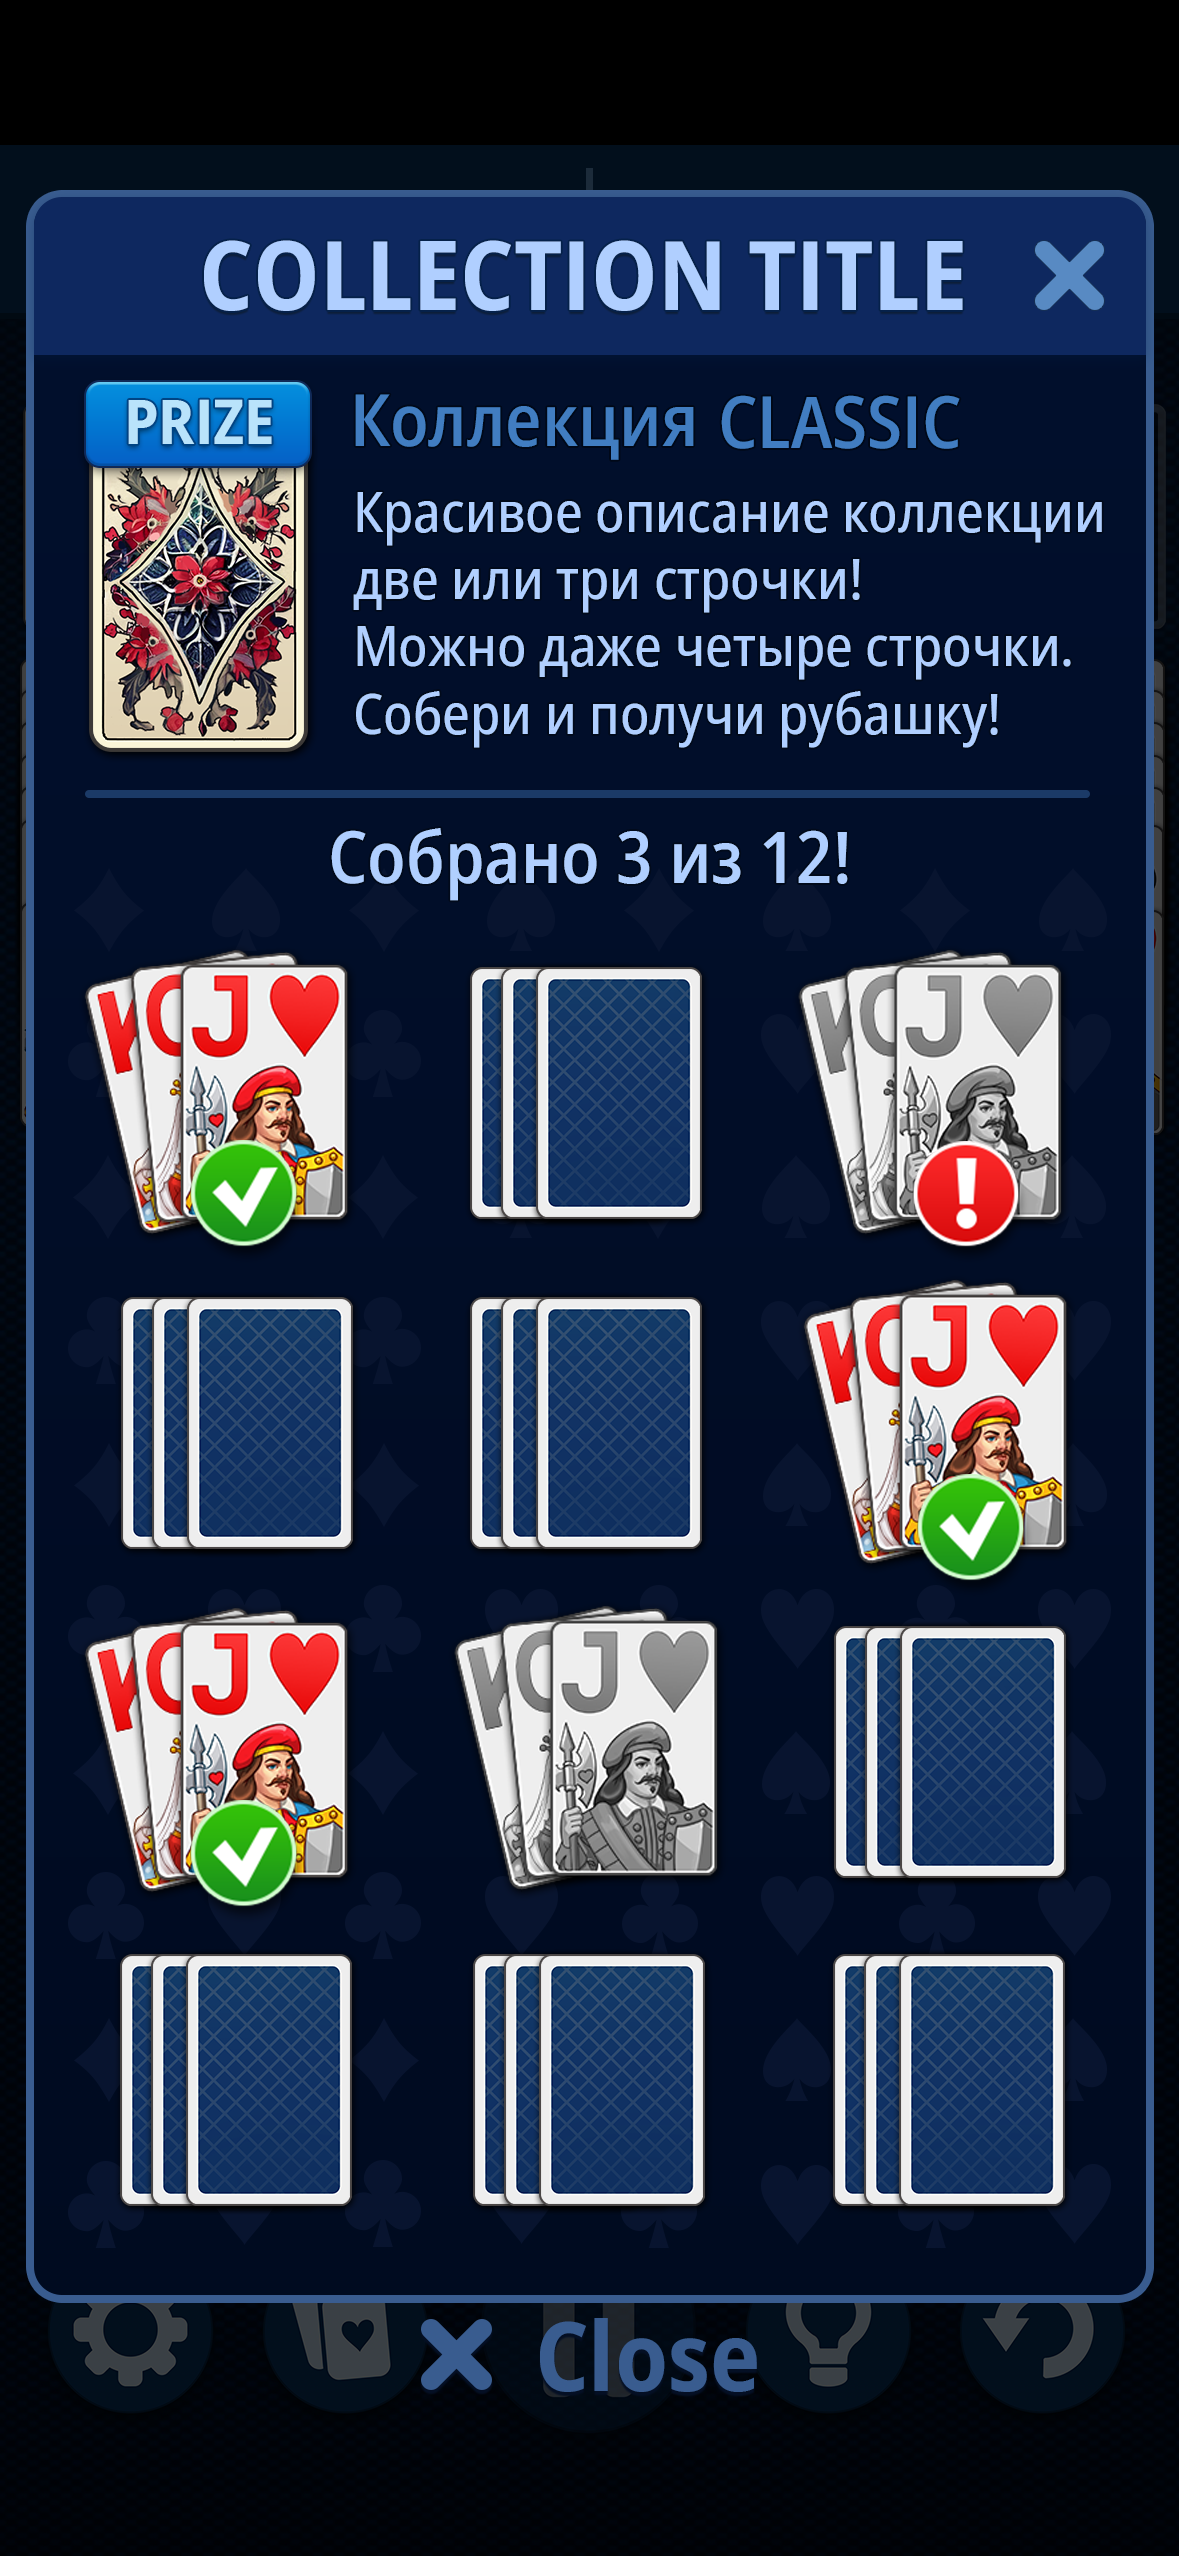 COLLECTION TITLE
PRIZE
Коллекция CLASSIC
Красивое описание коллекции
две или три строчки!
Можно даже четыре строчки.
Собери и получи рубашку!
Собрано 3 из 12!
K Q J
K Q J
!
K Q J
K Q J
K Q J
Close